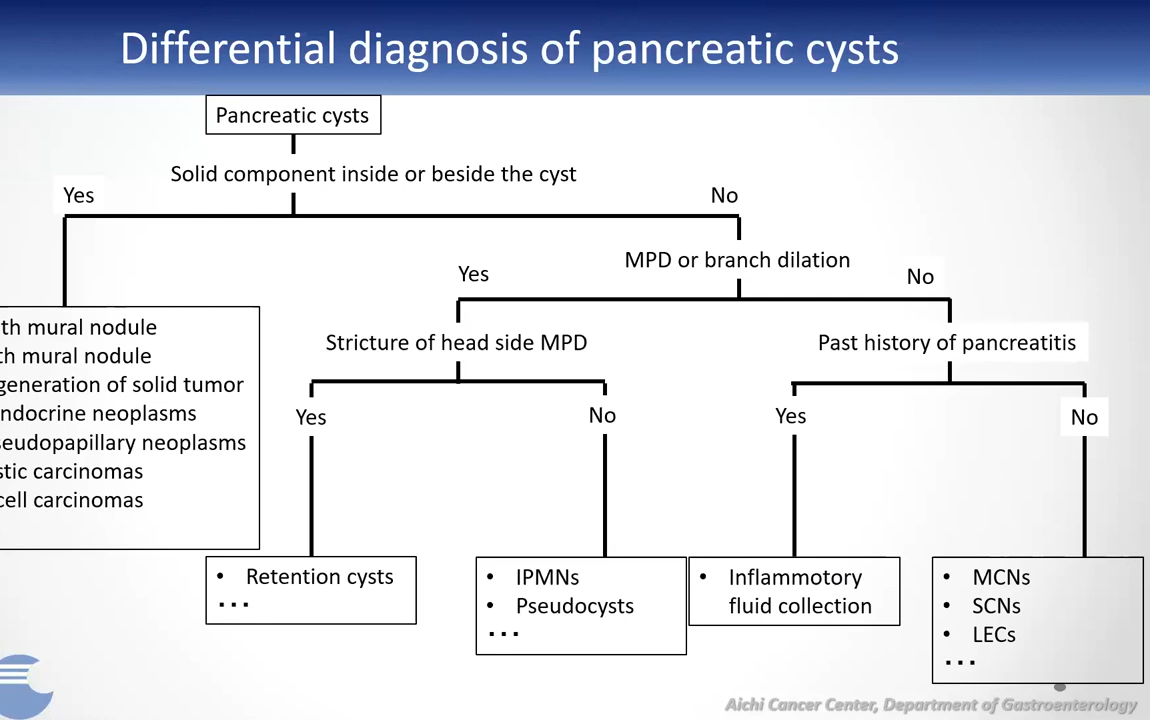 Differential diagnosis of pancreatic cysts
Pancreatic cysts
Solid component inside or beside the cyst
Yes
No
MPD or branch dilation
Yes
No
Stricture of head side MPD
Past history of pancreatitis
Yes
No
Yes
No
th mural nodule
th mural nodule
generation of solid tumor
ndocrine neoplasms
seudopapillary neoplasms
stic carcinomas
cell carcinomas
• Retention cysts
...
• IPMNs
• Pseudocysts
...
• Inflammotory
fluid collection
• MCNs
• SCNs
• LECs
...
Aichi Cancer Center, Department of Gastroenterology